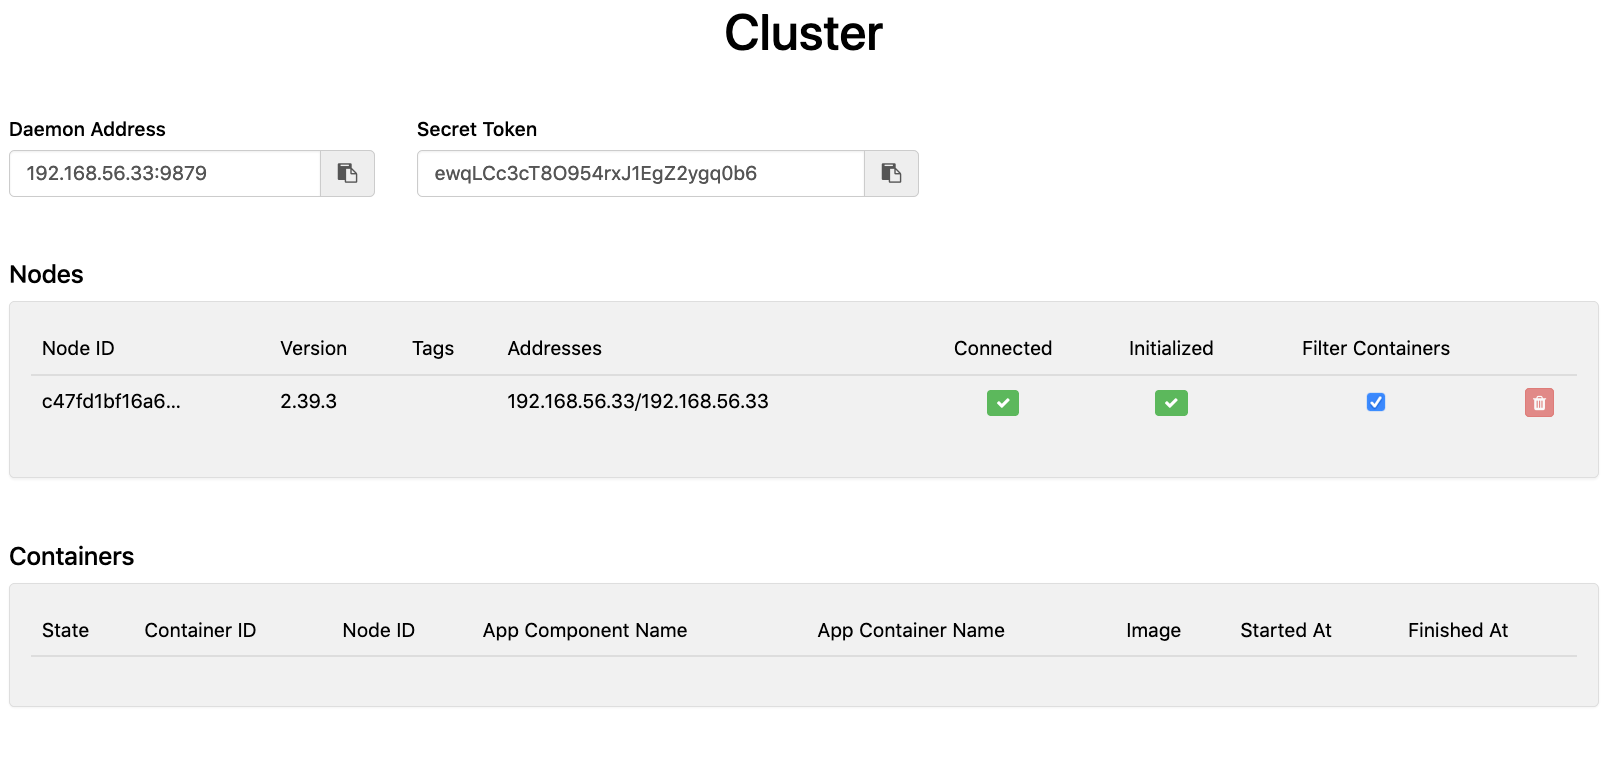 Cluster
Daemon Address Secret Token
192.168.56.33:9879 ewqLCc3cT8O954rxJ1EgZ2ygq0b6
Nodes
Node ID Version Tags Addresses Connected Initialized Filter Containers
c47fd1bf16a6... 2.39.3 192.168.56.33/192.168.56.33
Containers
State Container ID Node ID App Component Name App Container Name Image Started At Finished At